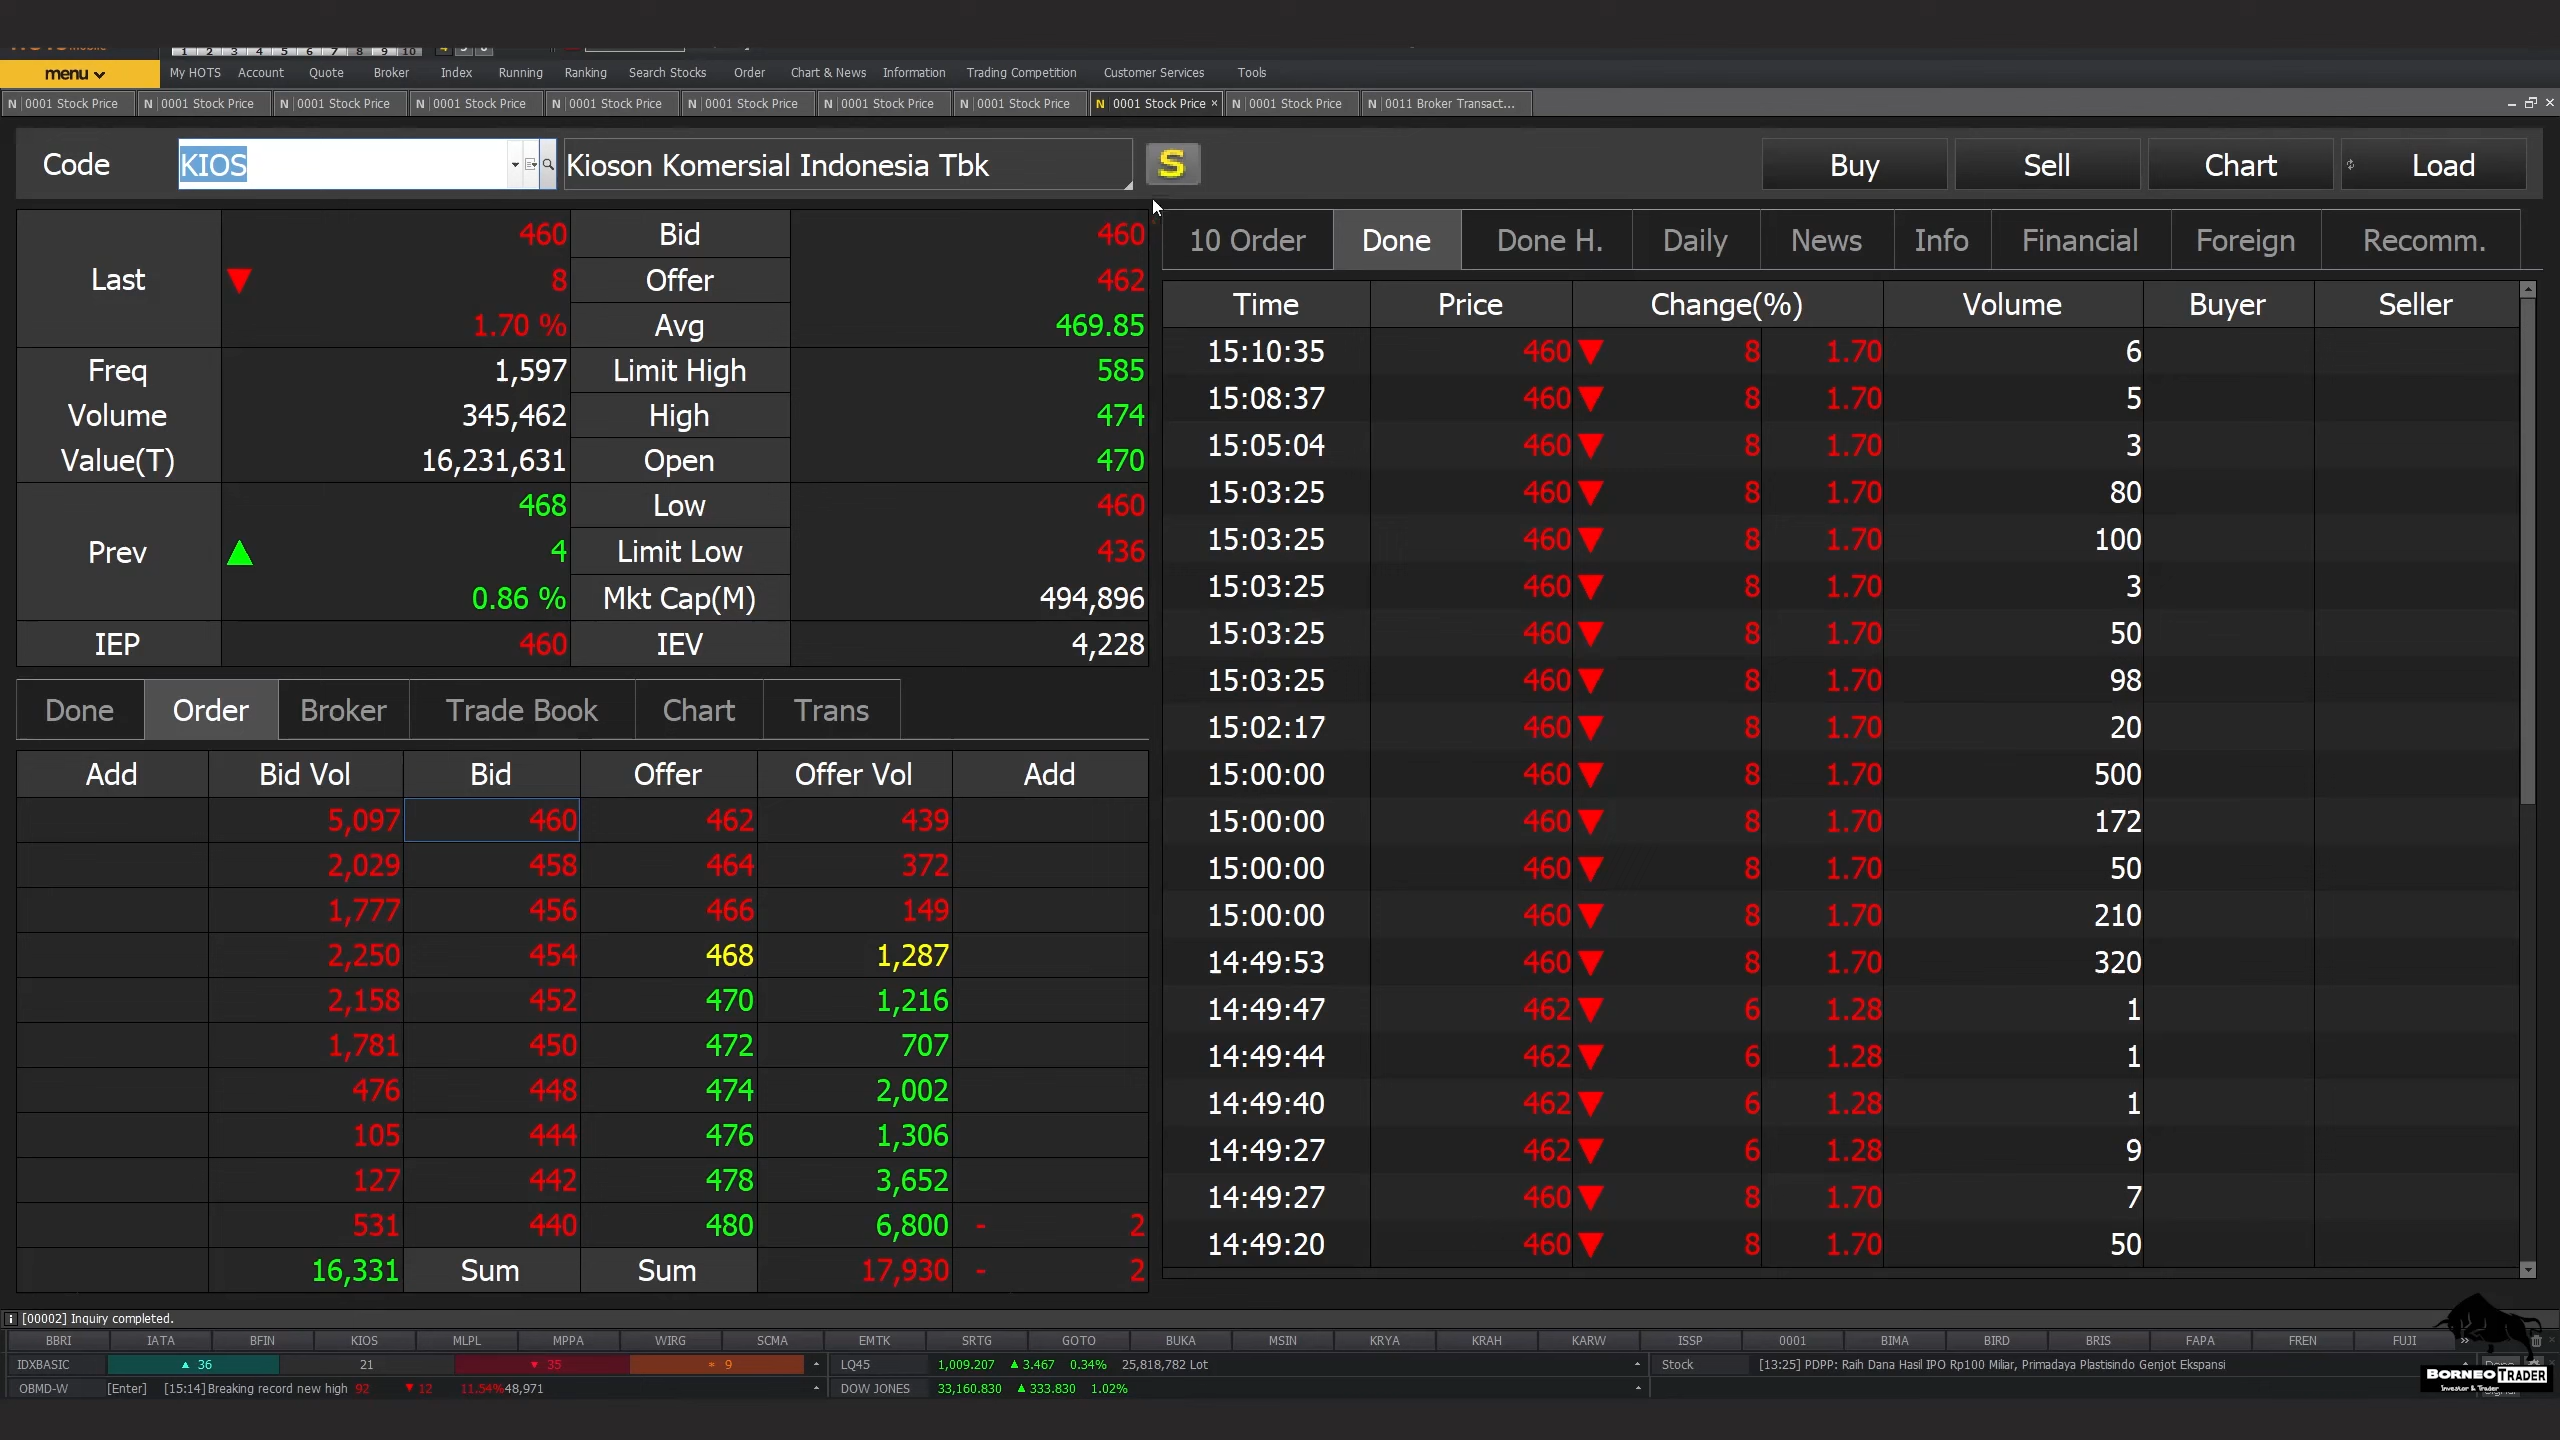 1 2 3 4 5 6 7 8 9 10
menu My HOTS Account Quote Broker Index Running Ranking Search Stocks Order Chart & News Information Trading Competition Customer Services Tools
N 0001 Stock Price N 0001 Stock Price N 0001 Stock Price N 0001 Stock Price N 0001 Stock Price N 0001 Stock Price N 0001 Stock Price N 0001 Stock Price N 0001 Stock Price × N 0001 Stock Price N 0011 Broker Transact...
Code KIOS Kioson Komersial Indonesia Tbk S Buy Sell Chart Load
Last ▼ 460 8 1.70 %
Bid 460
Offer 462
Avg 469.85
Freq 1,597 Limit High 585
Volume 345,462 High 474
Value(T) 16,231,631 Open 470
Prev ▲ 468 4 0.86 %
Low 460
Limit Low 436
Mkt Cap(M) 494,896
IEP 460 IEV 4,228
Done Order Broker Trade Book Chart Trans
Add Bid Vol Bid Offer Offer Vol Add
5,097 460 462 439
2,029 458 464 372
1,777 456 466 149
2,250 454 468 1,287
2,158 452 470 1,216
1,781 450 472 707
476 448 474 2,002
105 444 476 1,306
127 442 478 3,652
531 440 480 6,800 - 2
16,331 Sum Sum 17,930 - 2
10 Order Done Done H. Daily News Info Financial Foreign Recomm.
Time Price Change(%) Volume Buyer Seller
15:10:35 460 ▼ 8 1.70 6
15:08:37 460 ▼ 8 1.70 5
15:05:04 460 ▼ 8 1.70 3
15:03:25 460 ▼ 8 1.70 80
15:03:25 460 ▼ 8 1.70 100
15:03:25 460 ▼ 8 1.70 3
15:03:25 460 ▼ 8 1.70 50
15:03:25 460 ▼ 8 1.70 98
15:02:17 460 ▼ 8 1.70 20
15:00:00 460 ▼ 8 1.70 500
15:00:00 460 ▼ 8 1.70 172
15:00:00 460 ▼ 8 1.70 50
15:00:00 460 ▼ 8 1.70 210
14:49:53 460 ▼ 8 1.70 320
14:49:47 462 ▼ 6 1.28 1
14:49:44 462 ▼ 6 1.28 1
14:49:40 462 ▼ 6 1.28 1
14:49:27 462 ▼ 6 1.28 9
14:49:27 460 ▼ 8 1.70 7
14:49:20 460 ▼ 8 1.70 50
[00002] Inquiry completed.
BBRI IATA BFIN KIOS MLPL MPPA WIRG SCMA EMTK SRTG GOTO BUKA MSIN KRYA KRAH KARW ISSP 0001 BIMA BIRD BRIS FAPA FREN FUJI
IDXBASIC ▲ 36 21 ▼ 35 9 LQ45 1,009.207 ▲ 3.467 0.34% 25,818,782 Lot Stock [13:25] PDPP: Raih Dana Hasil IPO Rp100 Miliar, Primadaya Plastisindo Genjot Ekspansi
OBMD-W [Enter] [15:14] Breaking record new high 92 ▼ 12 11.54% 48,971 DOW JONES 33,160.830 ▲ 333.830 1.02%
BORNEO TRADER
Investor & Trader